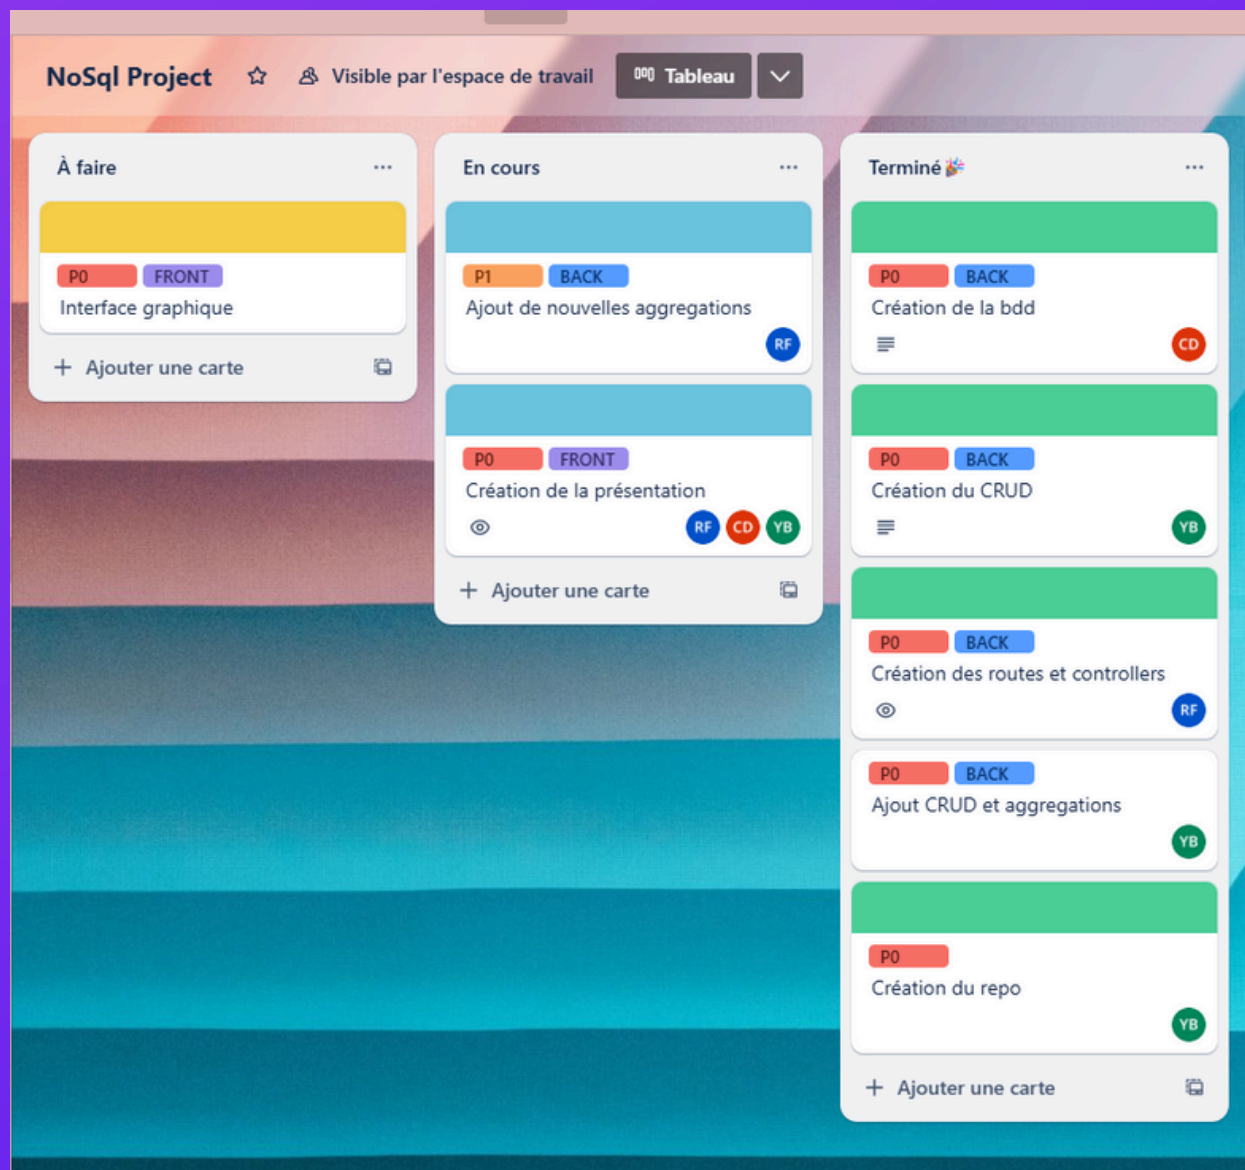 NoSql Project Visible par l'espace de travail Tableau
À faire
P0 FRONT
Interface graphique
Ajouter une carte
En cours
P1 BACK
Ajout de nouvelles aggregations
RF
P0 FRONT
Création de la présentation
RF CD YB
Ajouter une carte
Terminé🎉
P0 BACK
Création de la bdd
CD
P0 BACK
Création du CRUD
YB
P0 BACK
Création des routes et controllers
RF
P0 BACK
Ajout CRUD et aggregations
YB
P0
Création du repo
YB
Ajouter une carte